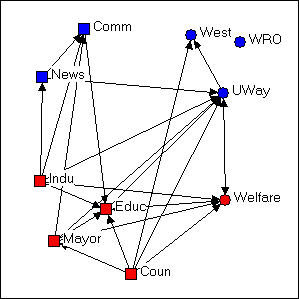 Comm
West
WRO
News
UWay
Indu
Educ
Welfare
Mayor
Coun